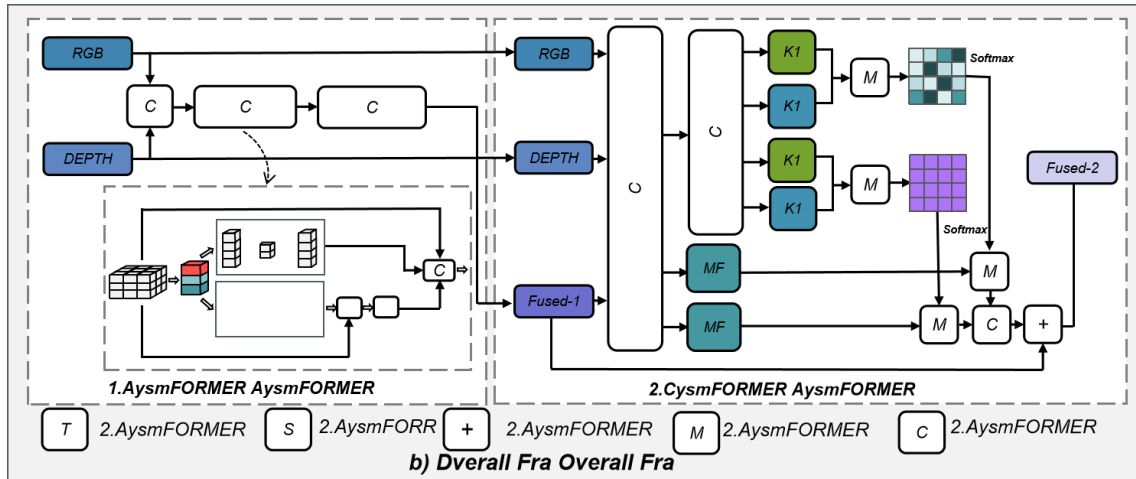 RGB
C
C
C
DEPTH
C
1.AysmFORMER AysmFORMER
RGB
DEPTH
Fused-1
C
C
K1
K1
K1
K1
MF
MF
M
M
Softmax
Softmax
M
M
C
+
Fused-2
2.CysmFORMER AysmFORMER
T 2.AysmFORMER S 2.AysmFORR + 2.AysmFORMER M 2.AysmFORMER C 2.AysmFORMER
b) Dverall Fra Overall Fra